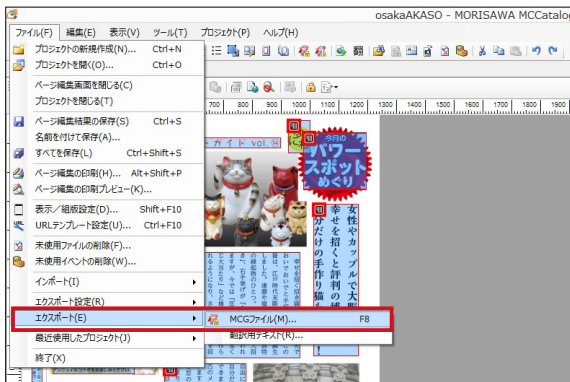 osakaAKASO - MORISAWA MCCatalog
ファイル(F) 編集(E) 表示(V) ツール(T) プロジェクト(P) ヘルプ(H)
プロジェクトの新規作成(N)... Ctrl+N
プロジェクトを開く(O)... Ctrl+O
ページ編集画面を閉じる(C)
プロジェクトを閉じる(T)
ページ編集結果の保存(S) Ctrl+S
名前を付けて保存(A)...
すべてを保存(L) Ctrl+Shift+S
ページ編集の印刷(H)... Alt+Shift+P
ページ編集の印刷プレビュー(K)...
表示／組版設定(D)... Shift+F10
URLテンプレート設定(U)... Ctrl+F10
未使用ファイルの削除(F)...
未使用イベントの削除(W)...
インポート(I)
エクスポート設定(R)
エクスポート(E)
最近使用したプロジェクト(J)
終了(X)
MCGファイル(M)... F8
翻訳用テキスト(R)...
700 800 900 1000 1100 1200 1300 1400 1500 1600 1700 1800 1900
ガイド vol.
今月の
パワー
スポット
めぐり
女性やカップルで大
幸せを招くと評判の
分だけの手作り猫